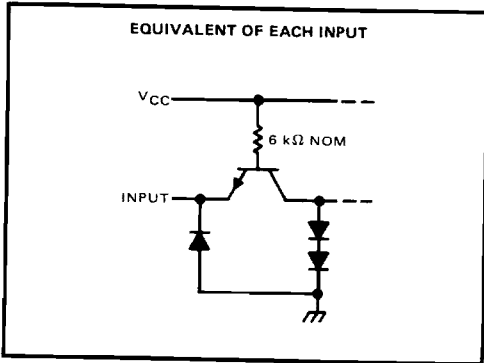 EQUIVALENT OF EACH INPUT
VCC
6 kΩ NOM
INPUT